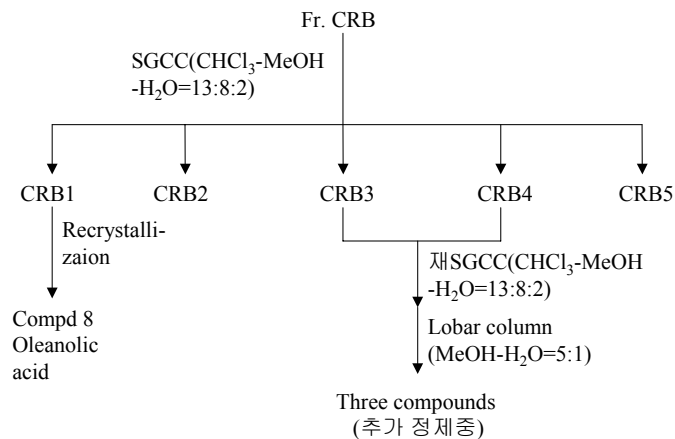 Fr. CRB
SGCC(CHCl₃-MeOH
-H₂O=13:8:2)
CRB1 CRB2 CRB3 CRB4 CRB5
Recrystalli-
zaion
재SGCC(CHCl₃-MeOH
-H₂O=13:8:2)
Compd 8
Oleanolic
acid
Lobar column
(MeOH-H₂O=5:1)
Three compounds
(추가 정제중)